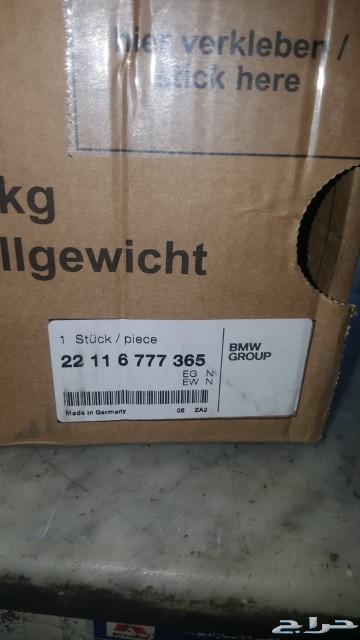 hier verkleben /
stick here
kg
llgewicht
1 Stück / piece
22 11 6 777 365
EG N
EW N
BMW
GROUP
Made in Germany 06 ZA2
حراج